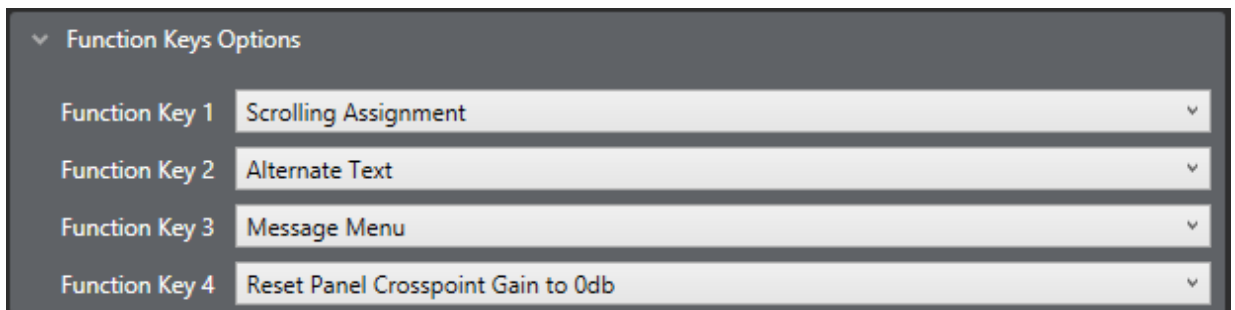 Function Keys Options
Function Key 1 Scrolling Assignment
Function Key 2 Alternate Text
Function Key 3 Message Menu
Function Key 4 Reset Panel Crosspoint Gain to 0db